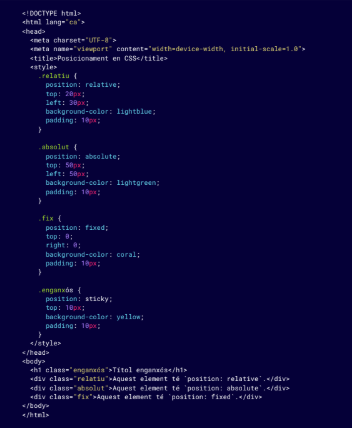 <!DOCTYPE html>
<html lang="ca">
<head>
<meta charset="UTF-8">
<meta name="viewport" content="width=device-width, initial-scale=1.0">
<title>Posicionament en CSS</title>
<style>
.relatiu {
position: relative;
top: 20px;
left: 30px;
background-color: lightblue;
padding: 10px;
}
.absolut {
position: absolute;
top: 50px;
left: 50px;
background-color: lightgreen;
padding: 10px;
}
.fix {
position: fixed;
top: 0;
right: 0;
background-color: coral;
padding: 10px;
}
.enganxós {
position: sticky;
top: 10px;
background-color: yellow;
padding: 10px;
}
</style>
</head>
<body>
<h1 class="enganxós">Títol enganxós</h1>
<div class="relatiu">Aquest element té `position: relative`.</div>
<div class="absolut">Aquest element té `position: absolute`.</div>
<div class="fix">Aquest element té `position: fixed`.</div>
</body>
</html>